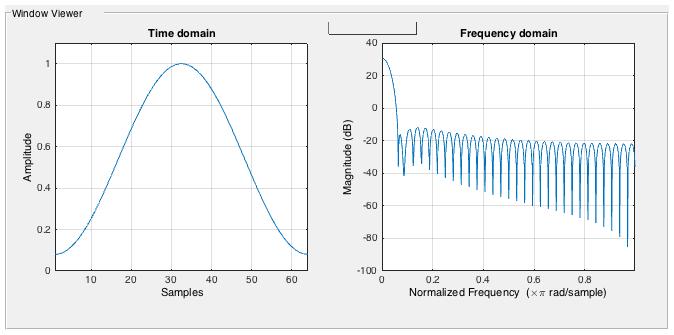 Window Viewer
Time domain
1
0.8
0.6
0.4
0.2
0
Amplitude
10 20 30 40 50 60
Samples
Frequency domain
40
20
0
-20
-40
-60
-80
-100
Magnitude (dB)
0 0.2 0.4 0.6 0.8
Normalized Frequency (×π rad/sample)